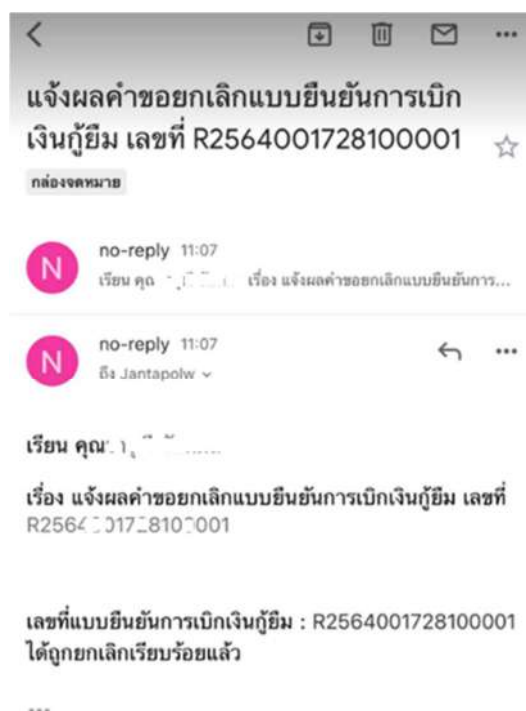 แจ้งผลคำขอยกเลิกแบบยืนยันการเบิก
เงินกู้ยืม เลขที่ R2564001728100001
กล่องจดหมาย
N
no-reply 11:07
เรียน คุณ เรื่อง แจ้งผลคำขอยกเลิกแบบยืนยันการ...
N
no-reply 11:07
ถึง Jantapolw
เรียน คุณ
เรื่อง แจ้งผลคำขอยกเลิกแบบยืนยันการเบิกเงินกู้ยืม เลขที่
เลขที่แบบยืนยันการเบิกเงินกู้ยืม : R2564001728100001
ได้ถูกยกเลิกเรียบร้อยแล้ว